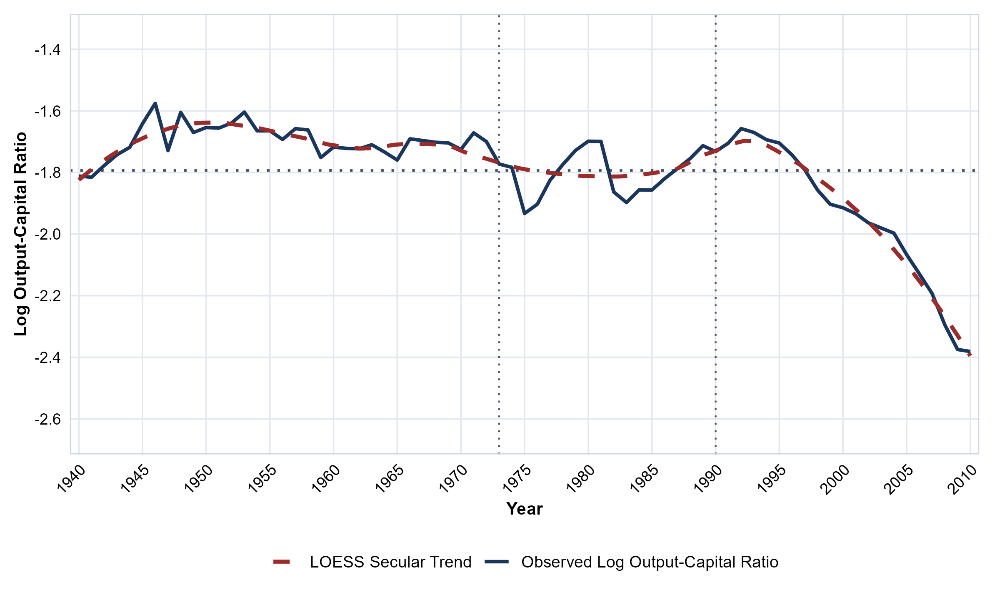 Log Output-Capital Ratio
-1.4
-1.6
-1.8
-2.0
-2.2
-2.4
-2.6
1940 1945 1950 1955 1960 1965 1970 1975 1980 1985 1990 1995 2000 2005 2010
Year
LOESS Secular Trend Observed Log Output-Capital Ratio